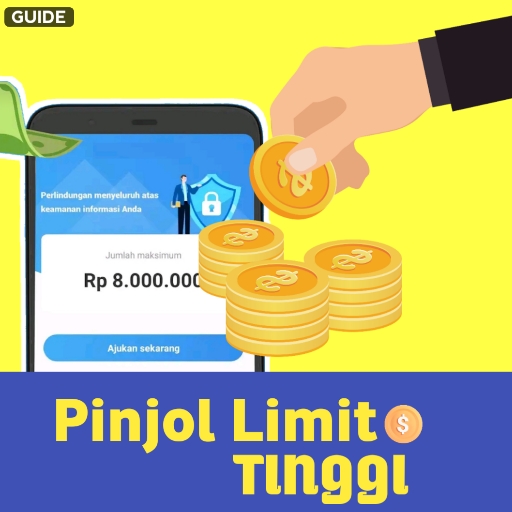 GUIDE
Perlindungan menyeluruh atas
keamanan informasi Anda
Jumlah maksimum
Rp 8.000.000
Ajukan sekarang
Pinjol Limit
TInggI